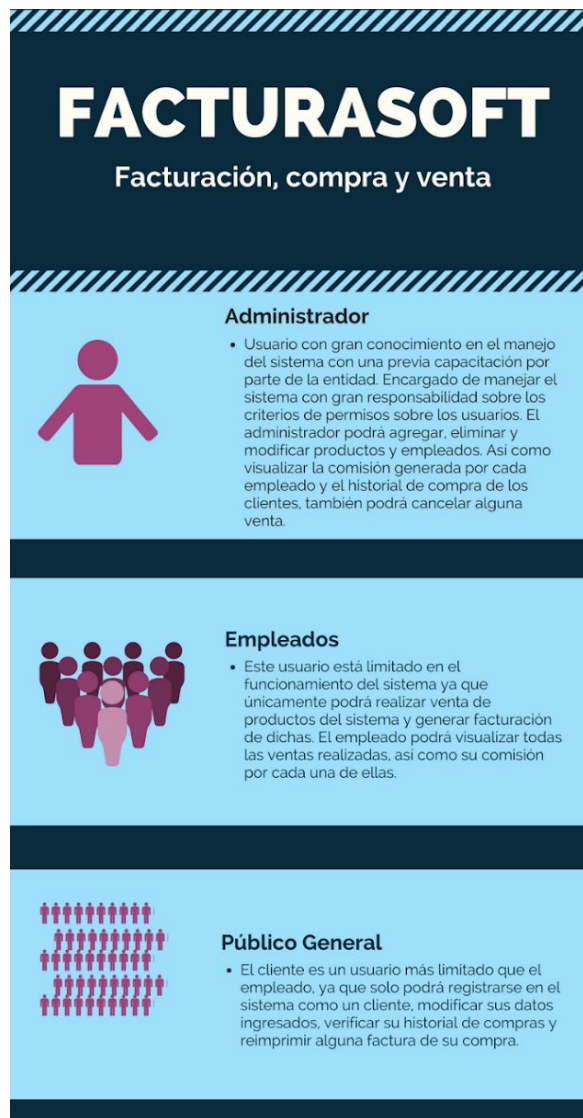 FACTURASOFT
Facturación, compra y venta
Administrador
• Usuario con gran conocimiento en el manejo
del sistema con una previa capacitación por
parte de la entidad. Encargado de manejar el
sistema con gran responsabilidad sobre los
criterios de permisos sobre los usuarios. El
administrador podrá agregar, eliminar y
modificar productos y empleados. Así como
visualizar la comisión generada por cada
empleado y el historial de compra de los
clientes, también podrá cancelar alguna
venta.
Empleados
• Este usuario está limitado en el
funcionamiento del sistema ya que
únicamente podrá realizar venta de
productos del sistema y generar facturación
de dichas. El empleado podrá visualizar todas
las ventas realizadas, así como su comisión
por cada una de ellas.
Público General
• El cliente es un usuario más limitado que el
empleado, ya que solo podrá registrarse en el
sistema como un cliente, modificar sus datos
ingresados, verificar su historial de compras y
reimprimir alguna factura de su compra.